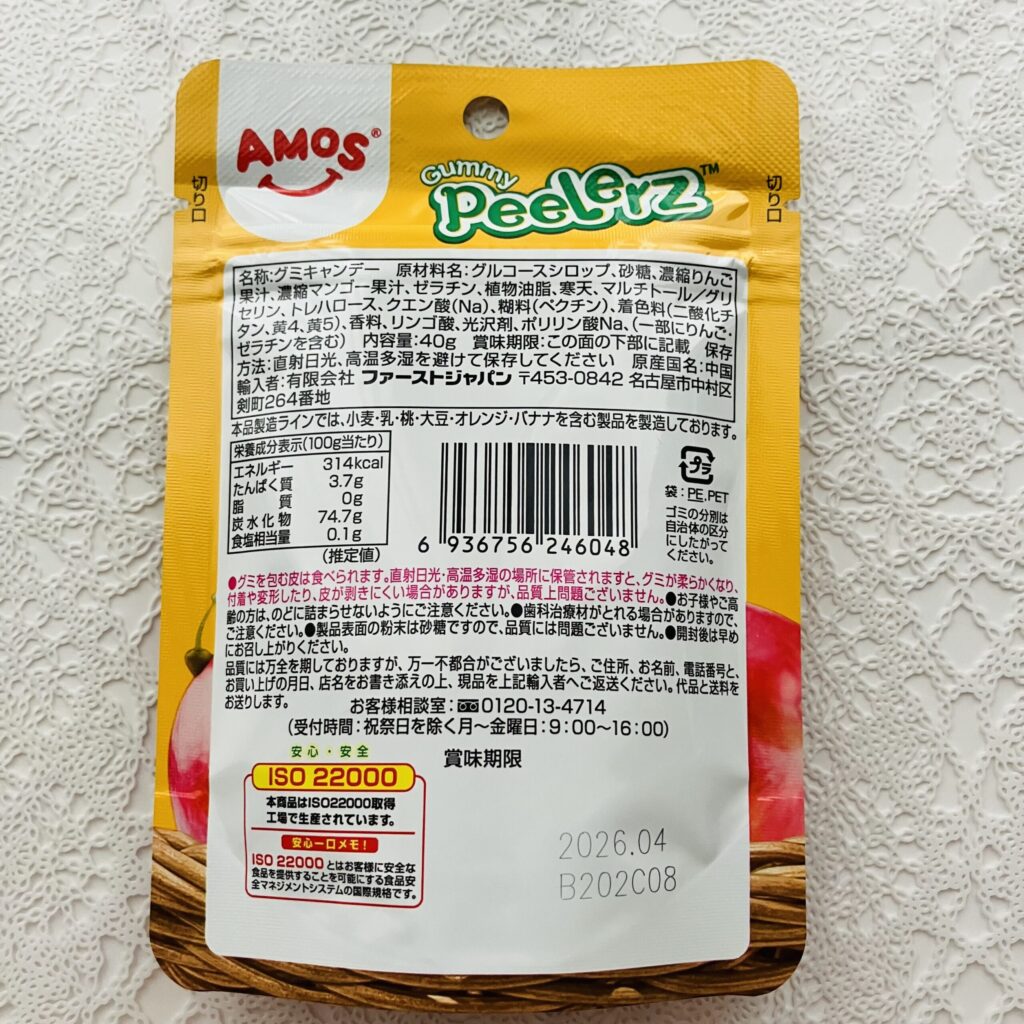 AMOS®
Gummy
PeeLerz™
切り口
切り口
名称:グミキャンデー 原材料名:グルコースシロップ、砂糖、濃縮りんご
果汁、濃縮マンゴー果汁、ゼラチン、植物油脂、寒天、マルチトール/グリ
セリン、トレハロース、クエン酸(Na)、糊料(ペクチン)、着色料(二酸化チ
タン、黄4、黄5)、香料、リンゴ酸、光沢剤、ポリリン酸Na、(一部にりんご・
ゼラチンを含む) 内容量:40g 賞味期限:この面の下部に記載 保存
方法:直射日光、高温多湿を避けて保存してください 原産国名:中国
輸入者:有限会社 ファーストジャパン 〒453-0842 名古屋市中村区
剣町264番地
本品製造ラインでは、小麦・乳・桃・大豆・オレンジ・バナナを含む製品を製造しております。
栄養成分表示(100g当たり)
エネルギー 314kcal
たんぱく質 3.7g
脂質 0g
炭水化物 74.7g
食塩相当量 0.1g
(推定値)
6 936756 246048
プラ
袋:PE,PET
ゴミの分別は
自治体の区分
にしたがって
ください。
●グミを包む皮は食べられます。直射日光・高温多湿の場所に保管されますと、グミが柔らかくなり、
付着や変形したり、皮が剥きにくい場合がありますが、品質上問題ございません。●お子様やご高
齢の方は、のどに詰まらせないようにご注意ください。●歯科治療材がとれる場合がありますので、
ご注意ください。●製品表面の粉末は砂糖ですので、品質には問題ございません。●開封後は早め
にお召し上がりください。
品質には万全を期しておりますが、万一不都合がございましたら、ご住所、お名前、電話番号と、
お買い上げの月日、店名をお書き添えの上、現品を上記輸入者へご返送ください。代品と送料を
お送りします。
お客様相談室:0120-13-4714
(受付時間:祝祭日を除く月〜金曜日:9:00〜16:00)
賞味期限
安心・安全
ISO 22000
本商品はISO22000取得
工場で生産されています。
安心一口メモ!
ISO 22000とはお客様に安全な
食品を提供することを可能にする食品安
全マネジメントシステムの国際規格です。
2026.04
B202C08